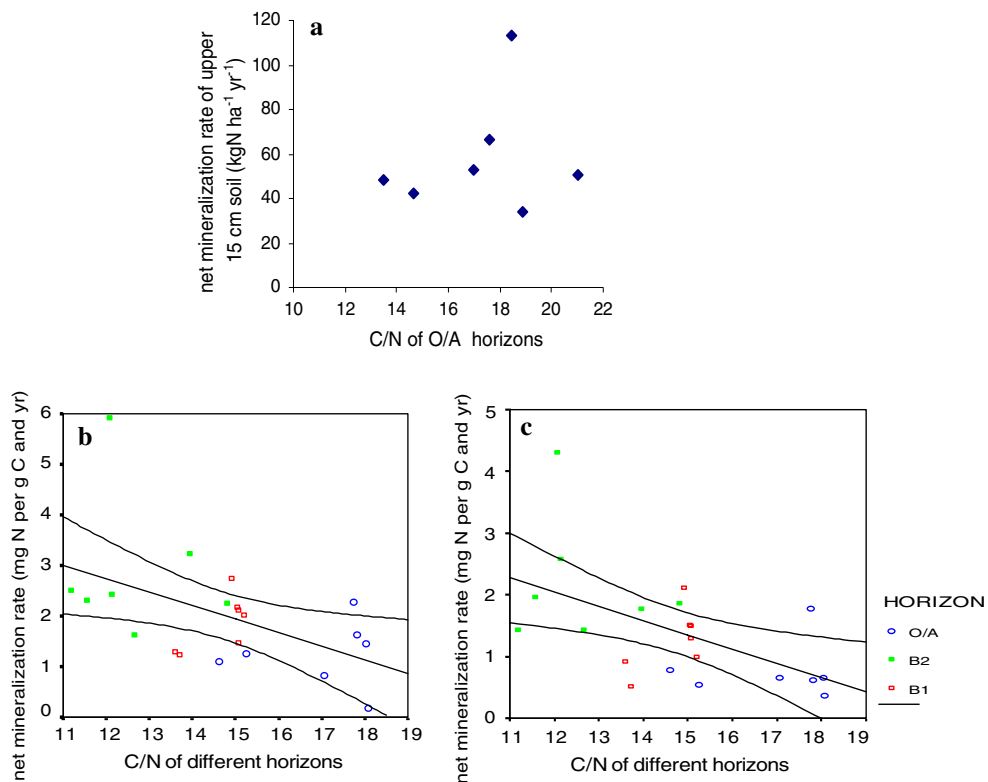 a
net mineralization rate of upper
15 cm soil (kgN ha⁻¹ yr⁻¹)
120
100
80
60
40
20
0
10 12 14 16 18 20 22
C/N of O/A horizons
b
net mineralization rate (mg N per g C and yr)
6
5
4
3
2
1
0
11 12 13 14 15 16 17 18 19
C/N of different horizons
c
net mineralization rate (mg N per g C and yr)
5
4
3
2
1
0
11 12 13 14 15 16 17 18 19
C/N of different horizons
HORIZON
O/A
B2
B1